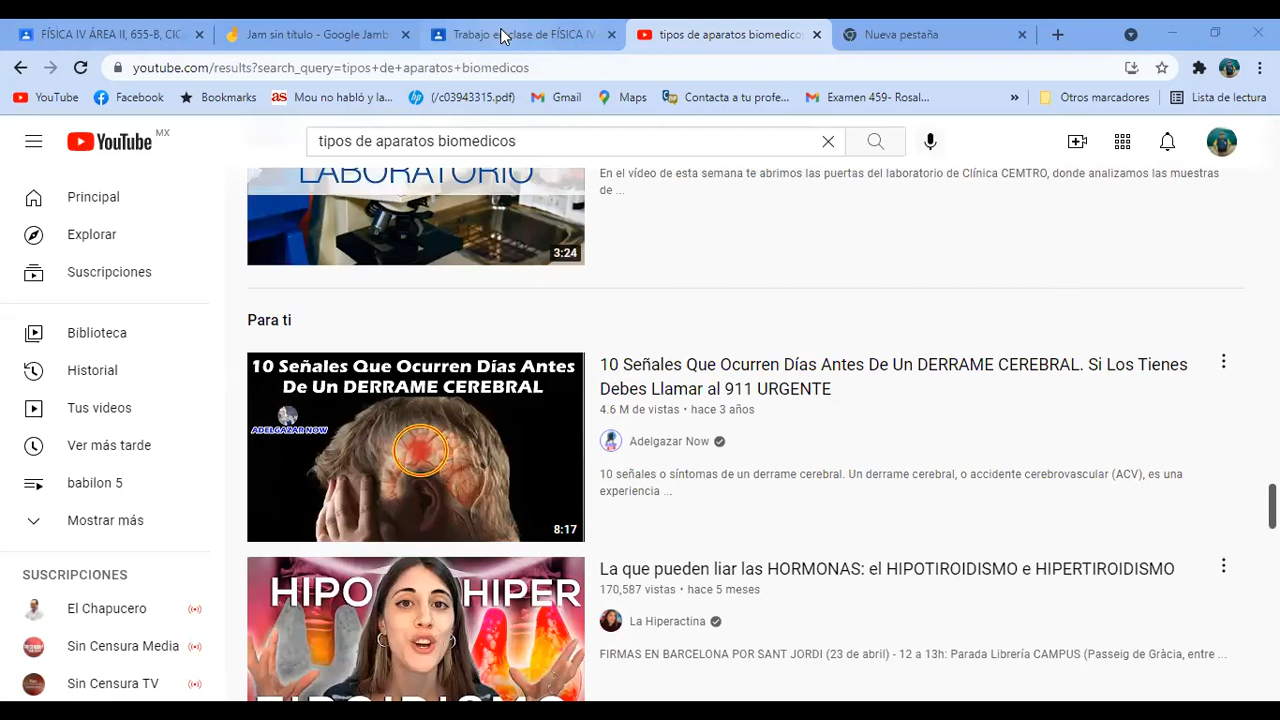 FÍSICA IV ÁREA II, 655-B, CIC
Jam sin título - Google Jamb
Trabajo en clase de FÍSICA IV
tipos de aparatos biomedicos
Nueva pestaña
youtube.com/results?search_query=tipos+de+aparatos+biomedicos
YouTube
Facebook
Bookmarks
as
Mou no habló y la...
hp
(/c03943315.pdf)
Gmail
Maps
Contacta a tu profe...
Examen 459- Rosal...
»
Otros marcadores
Lista de lectura
YouTube MX
tipos de aparatos biomedicos
LABORATORIO
3:24
En el vídeo de esta semana te abrimos las puertas del laboratorio de Clínica CEMTRO, donde analizamos las muestras
de ...
Principal
Explorar
Suscripciones
Biblioteca
Historial
Tus videos
Ver más tarde
babilon 5
Mostrar más
SUSCRIPCIONES
El Chapucero
Sin Censura Media
Sin Censura TV
Para ti
10 Señales Que Ocurren Días Antes
De Un DERRAME CEREBRAL
ADELGAZAR NOW
8:17
10 Señales Que Ocurren Días Antes De Un DERRAME CEREBRAL. Si Los Tienes
Debes Llamar al 911 URGENTE
4.6 M de vistas • hace 3 años
Adelgazar Now
10 señales o síntomas de un derrame cerebral. Un derrame cerebral, o accidente cerebrovascular (ACV), es una
experiencia ...
HIPO HIPER
TIROIDISMO
La que pueden liar las HORMONAS: el HIPOTIROIDISMO e HIPERTIROIDISMO
170,587 vistas • hace 5 meses
La Hiperactina
FIRMAS EN BARCELONA POR SANT JORDI (23 de abril) - 12 a 13h: Parada Librería CAMPUS (Passeig de Gràcia, entre ...